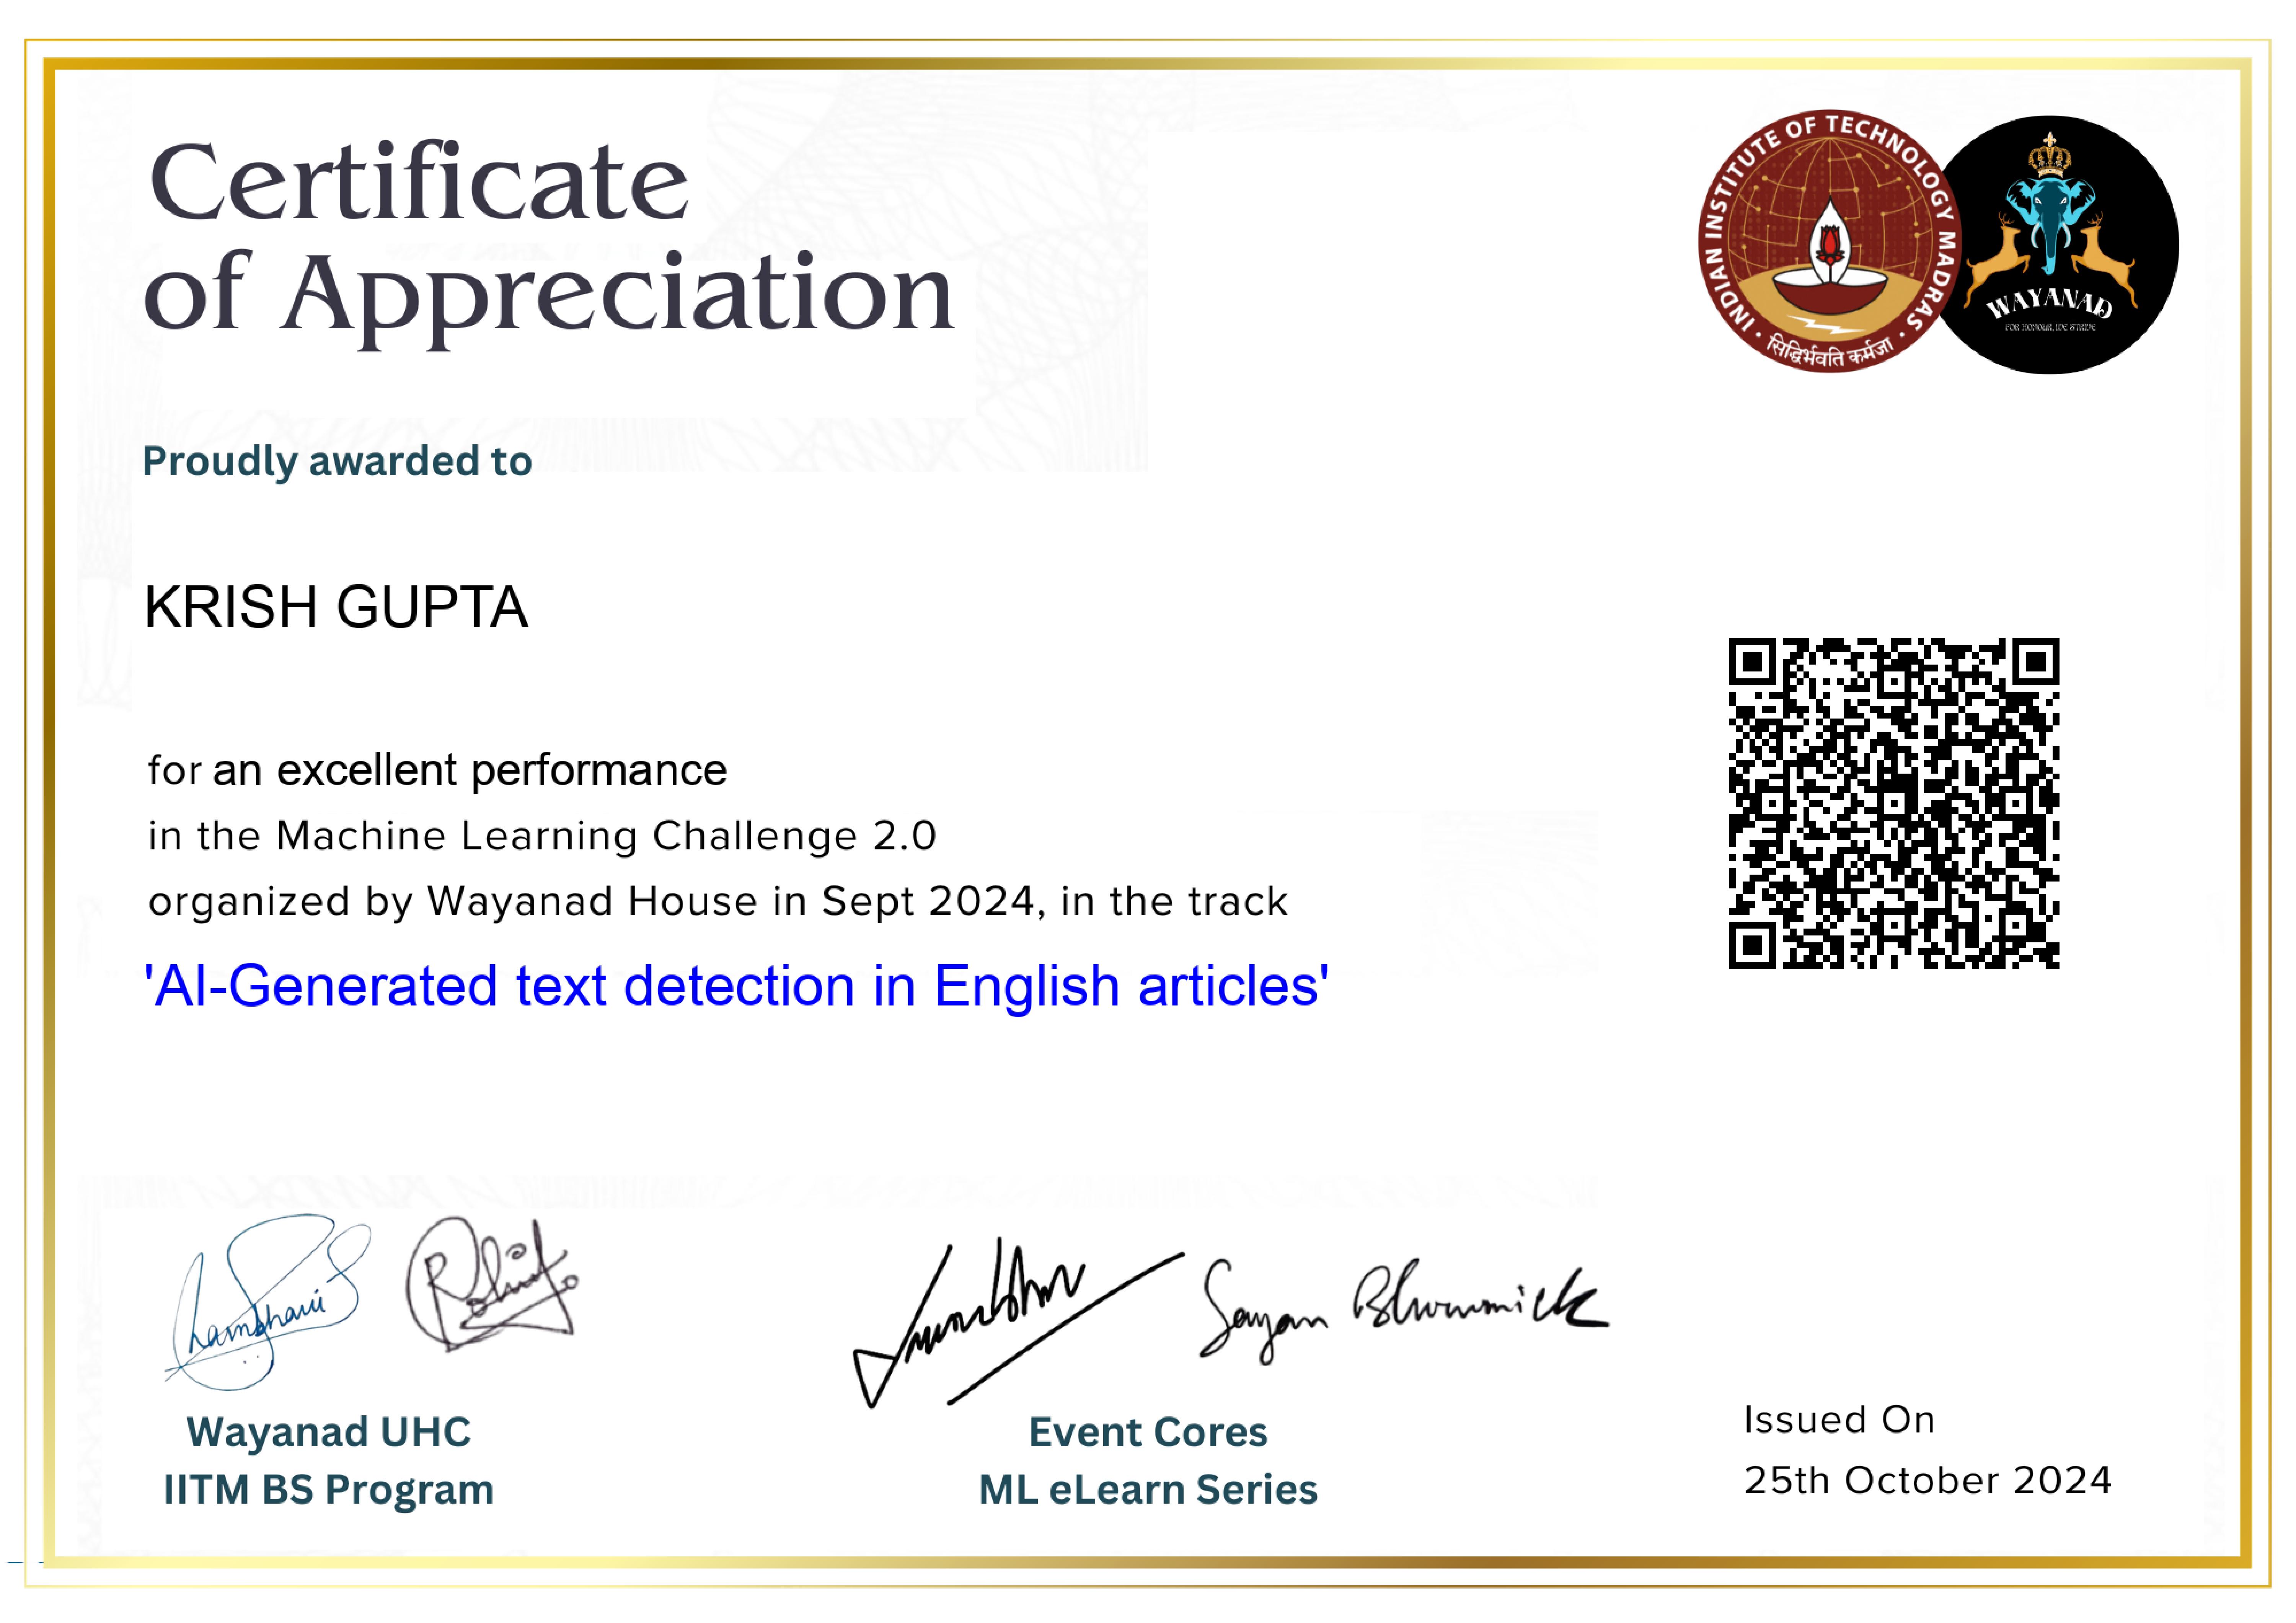 Certificate
of Appreciation
INDIAN INSTITUTE OF TECHNOLOGY MADRAS
सिद्धिर्भवति कर्मजा
WAYANAD
FOR HONOUR, WE STRIVE
Proudly awarded to
KRISH GUPTA
for an excellent performance
in the Machine Learning Challenge 2.0
organized by Wayanad House in Sept 2024, in the track
'AI-Generated text detection in English articles'
Sayan Bhowmick
Wayanad UHC
IITM BS Program
Event Cores
ML eLearn Series
Issued On
25th October 2024